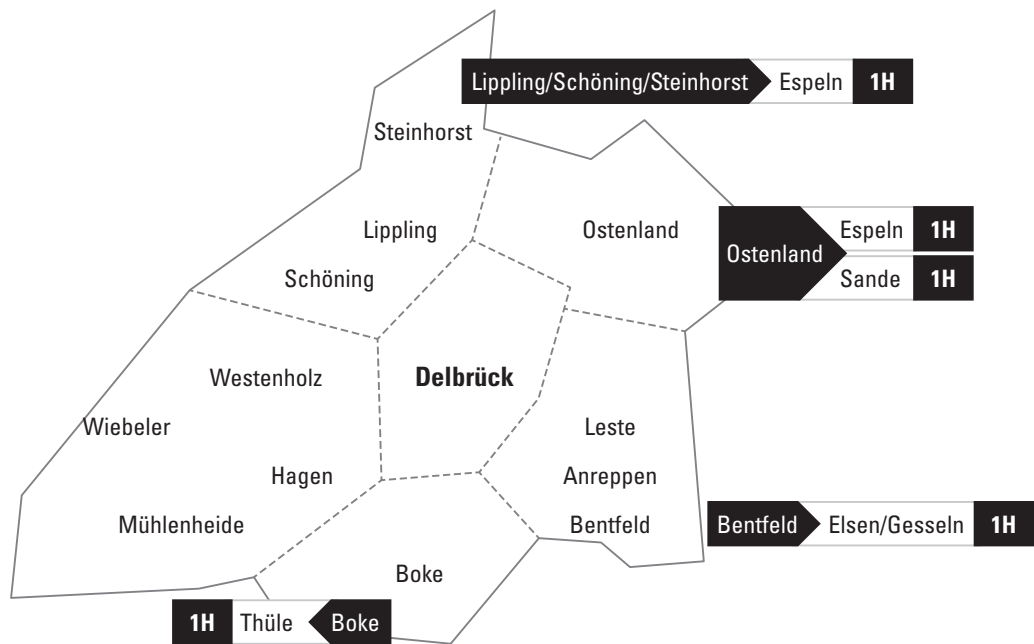 Lippling/Schöning/Steinhorst Espeln 1H
Steinhorst
Lippling
Ostenland
Ostenland Espeln 1H
Sande 1H
Schöning
Westenholz
Delbrück
Wiebeler
Leste
Hagen
Anreppen
Mühlenheide
Bentfeld
Bentfeld Elsen/Gesseln 1H
Boke
1H Thüle Boke